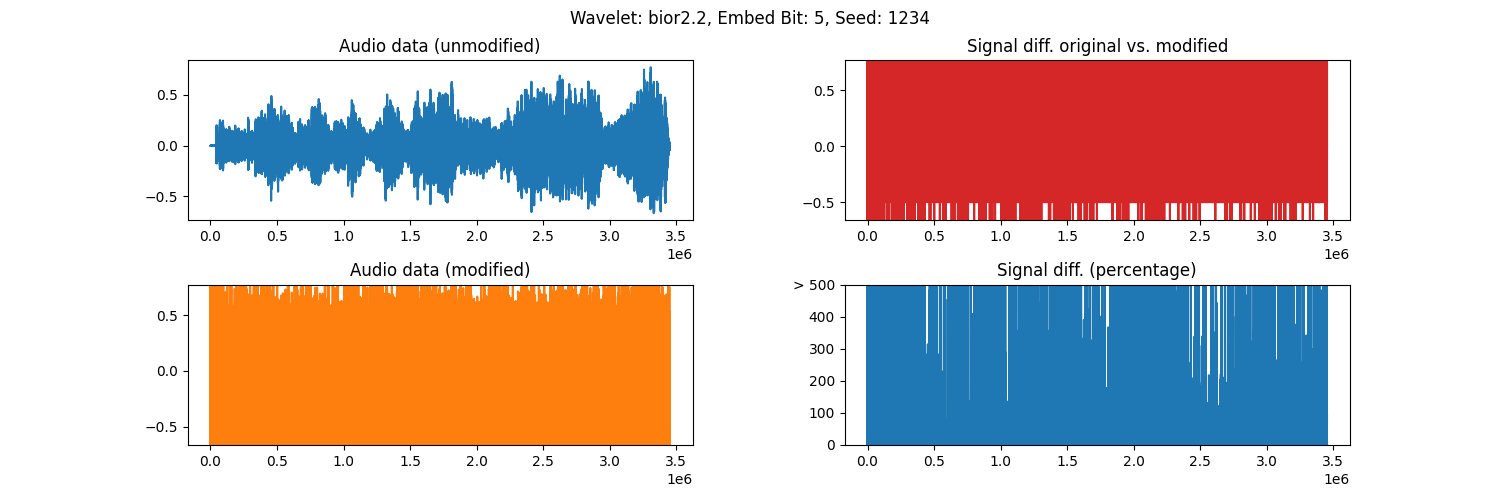 Wavelet: bior2.2, Embed Bit: 5, Seed: 1234
Audio data (unmodified)
0.5
0.0
−0.5
0.0 0.5 1.0 1.5 2.0 2.5 3.0 3.5
1e6
Signal diff. original vs. modified
0.5
0.0
−0.5
0.0 0.5 1.0 1.5 2.0 2.5 3.0 3.5
1e6
Audio data (modified)
0.5
0.0
−0.5
0.0 0.5 1.0 1.5 2.0 2.5 3.0 3.5
1e6
Signal diff. (percentage)
> 500
400
300
200
100
0
0.0 0.5 1.0 1.5 2.0 2.5 3.0 3.5
1e6